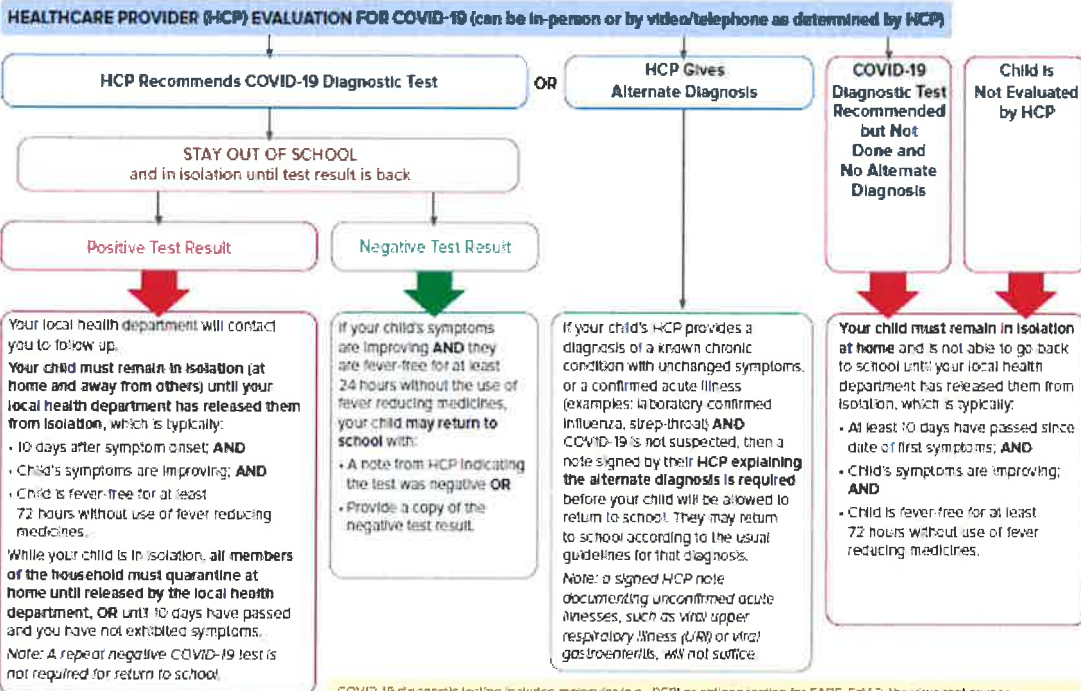 HEALTHCARE PROVIDER (HCP) EVALUATION FOR COVID-19 (can be in-person or by video/telephone as determined by HCP)
HCP Recommends COVID-19 Diagnostic Test
OR
HCP Gives
Alternate Diagnosis
COVID-19
Diagnostic Test
Recommended
but Not
Done and
No Alternate
Diagnosis
Child is
Not Evaluated
by HCP
STAY OUT OF SCHOOL
and in isolation until test result is back
Positive Test Result
Negative Test Result
Your local health department will contact
you to follow up.
Your child must remain in isolation (at
home and away from others) until your
local health department has released them
from isolation, which is typically:
• 10 days after symptom onset; AND
• Child's symptoms are improving; AND
• Child is fever-free for at least
72 hours without use of fever reducing
medicines.
While your child is in isolation, all members
of the household must quarantine at
home until released by the local health
department, OR until 10 days have passed
and you have not exhibited symptoms.
Note: A repeat negative COVID-19 test is
not required for return to school.
If your child's symptoms
are improving AND they
are fever-free for at least
24 hours without the use of
fever reducing medicines,
your child may return to
school with:
• A note from HCP indicating
the test was negative OR
• Provide a copy of the
negative test result.
If your child's HCP provides a
diagnosis of a known chronic
condition with unchanged symptoms,
or a confirmed acute illness
(examples: laboratory-confirmed
influenza, strep-throat) AND
COVID-19 is not suspected, then a
note signed by their HCP explaining
the alternate diagnosis is required
before your child will be allowed to
return to school. They may return
to school according to the usual
guidelines for that diagnosis.
Note: a signed HCP note
documenting unconfirmed acute
illnesses, such as viral upper
respiratory illness (URI) or viral
gastroenteritis, will not suffice.
Your child must remain in isolation
at home and is not able to go back
to school until your local health
department has released them from
isolation, which is typically:
• At least 10 days have passed since
date of first symptoms; AND
• Child's symptoms are improving;
AND
• Child is fever-free for at least
72 hours without use of fever
reducing medicines.